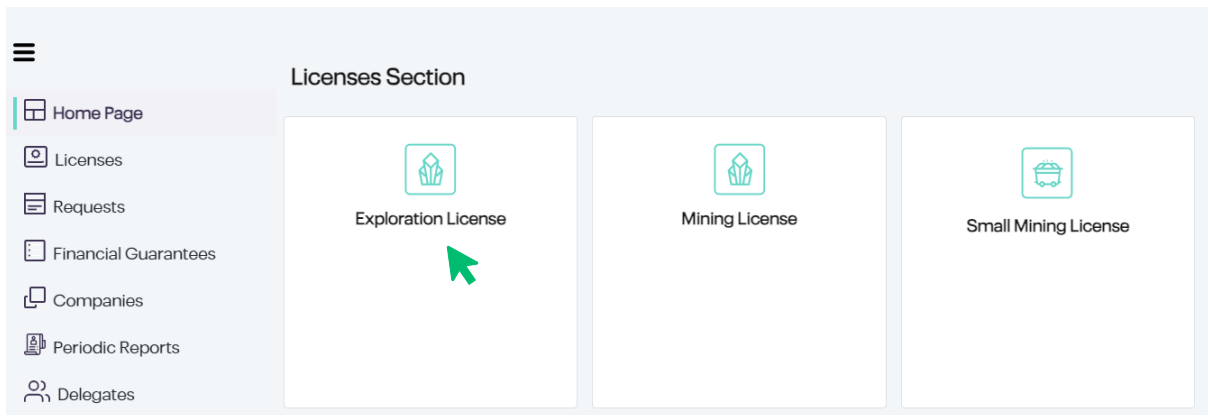 Licenses Section
Home Page
Licenses
Requests
Financial Guarantees
Companies
Periodic Reports
Delegates
Exploration License
Mining License
Small Mining License